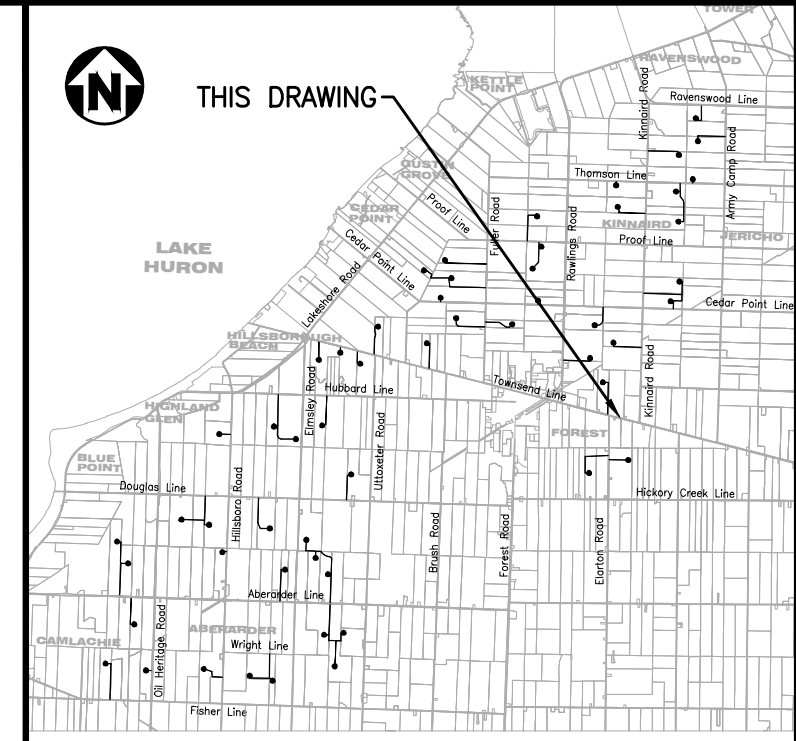 TOWER
N
THIS DRAWING
RAVENSWOOD
KETTLE
POINT
Kinnaird Road
Ravenswood Line
Army Camp Road
GUSTIN
GROVE
Thomson Line
Proof Line
CEDAR
POINT
Fuller Road
Rawlings Road
KINNAIRD
Proof Line
JERICHO
Cedar Point Line
LAKE
HURON
Lakeshore Road
Cedar Point Line
HILLSBOROUGH
BEACH
Kinnaird Road
Townsend Line
Elmsley Road
Hubbard Line
HIGHLAND
GLEN
Uttoxeter Road
FOREST
BLUE
POINT
Douglas Line
Hillsboro Road
Hickory Creek Line
Brush Road
Forest Road
Elarton Road
Aberarder Line
Oil Heritage Road
ABERARDER
CAMLACHIE
Wright Line
Fisher Line